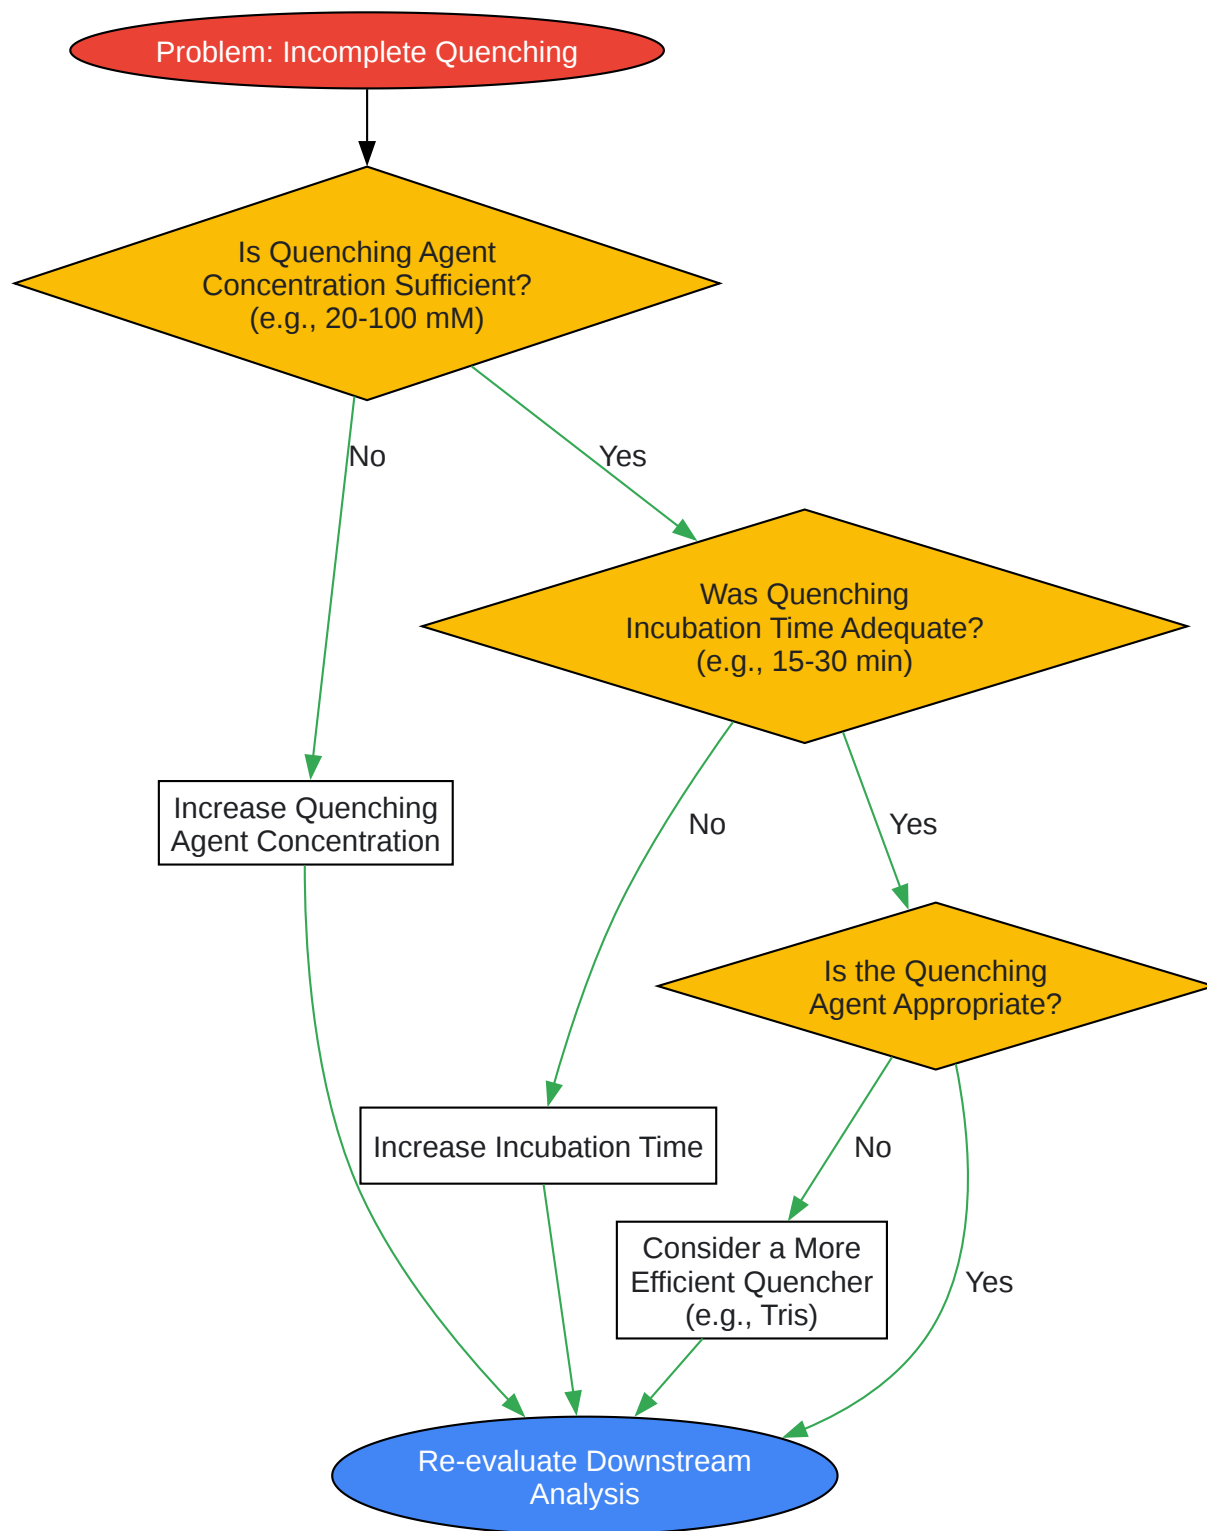 Problem: Incomplete Quenching
Is Quenching Agent
Concentration Sufficient?
(e.g., 20-100 mM)
No
Yes
Was Quenching
Incubation Time Adequate?
(e.g., 15-30 min)
Increase Quenching
Agent Concentration
No
Yes
Is the Quenching
Agent Appropriate?
Increase Incubation Time
No
Consider a More
Efficient Quencher
(e.g., Tris)
Yes
Re-evaluate Downstream
Analysis